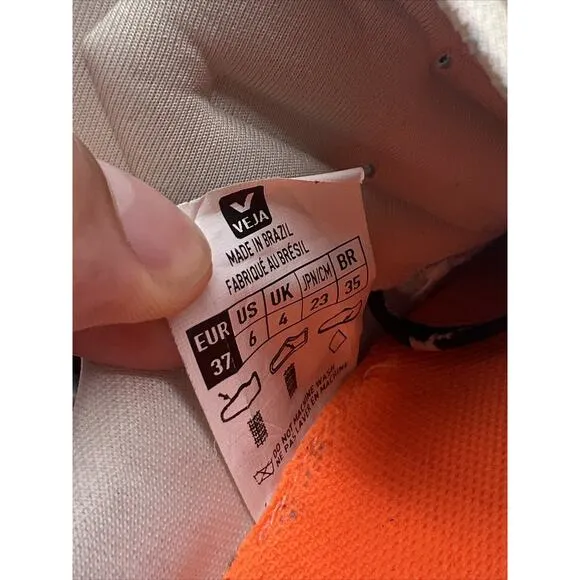 VEJA
MADE IN BRAZIL
FABRIQUÉ AU BRÉSIL
EUR US UK JPN/CM BR
37 6 4 23 35
DO NOT MACHINE WASH
NE PAS LAVER EN MACHINE